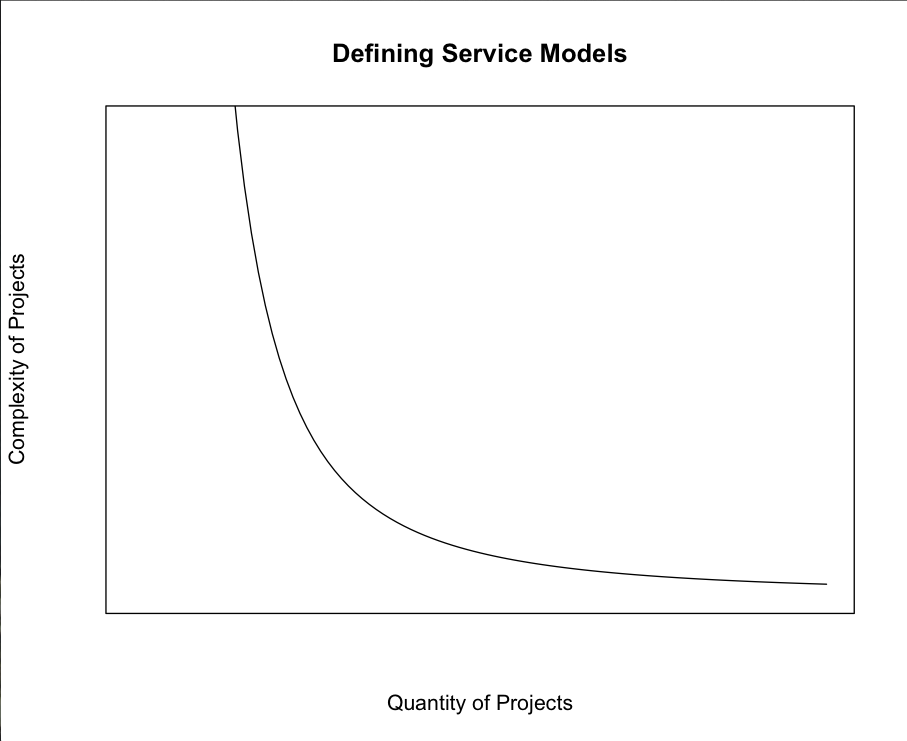 Defining Service Models
Complexity of Projects
Quantity of Projects